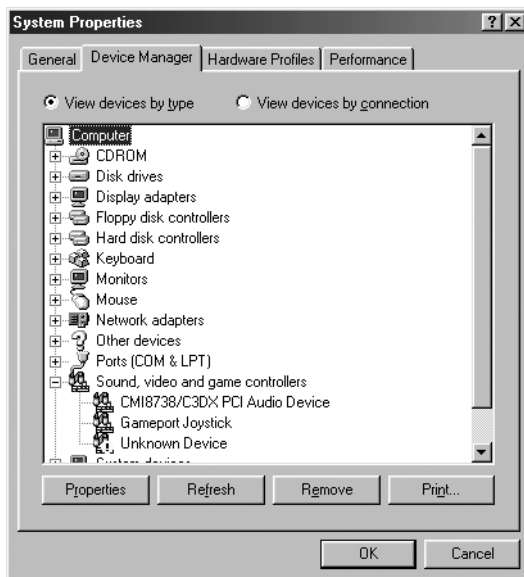 System Properties
General Device Manager Hardware Profiles Performance
View devices by type View devices by connection
Computer
CDROM
Disk drives
Display adapters
Floppy disk controllers
Hard disk controllers
Keyboard
Monitors
Mouse
Network adapters
Other devices
Ports (COM & LPT)
Sound, video and game controllers
CMI8738/C3DX PCI Audio Device
Gameport Joystick
Unknown Device
System devices
Properties Refresh Remove Print...
OK Cancel